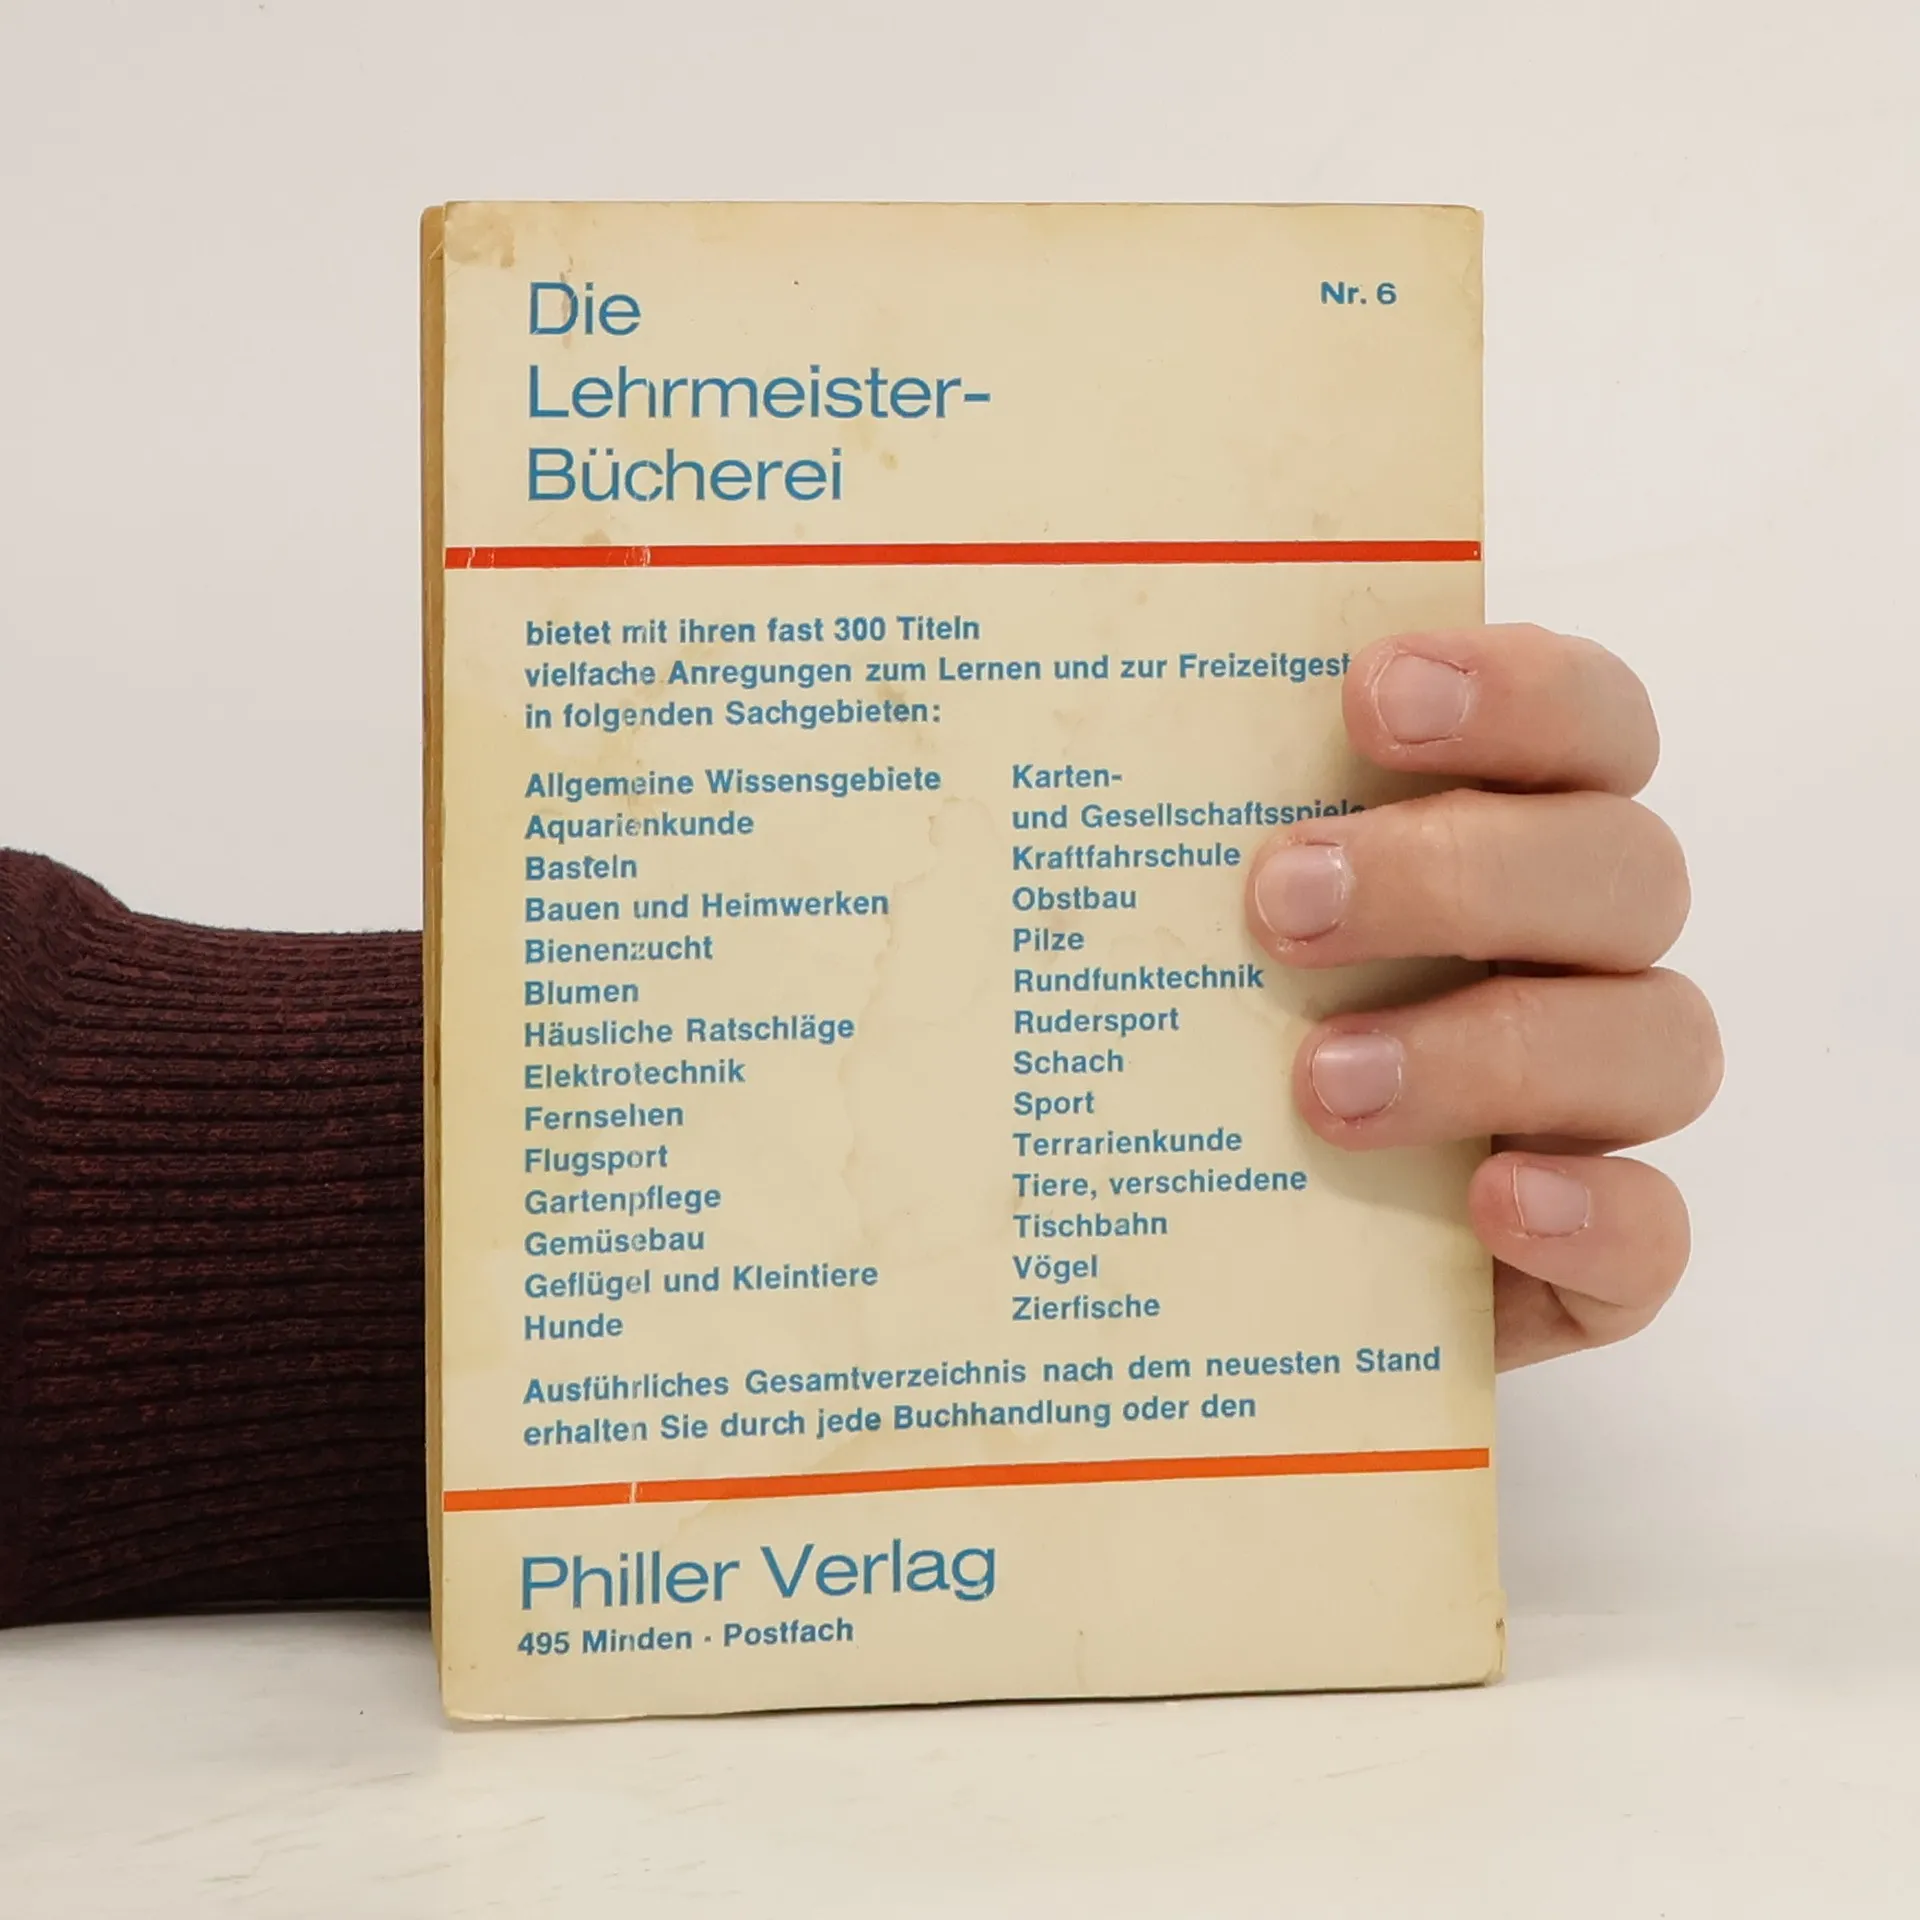 Die
Nr. 6
Lehrmeister-
Bücherei
bietet mit ihren fast 300 Titeln
vielfache Anregungen zum Lernen und zur
in folgenden Sachgebieten:
Allgemeine Wissensgebiete
Aquarienkunde
Basteln
Bauen und Heimwerken
Bienenzucht
Blumen
Häusliche Ratschläge
Elektrotechnik
Fernsehen
Flugsport
Gartenpflege
Gemüsebau
Geflügel und Kleintiere
Hunde
Karten-
und Gesellschaftsspiele
Kraftfahrschule
Obstbau
Pilze
Rundfunktechnik
Rudersport
Schach
Sport
Terrarienkunde
Tiere, verschiedene
Tischbahn
Vögel
Zierfische
Ausführliches Gesamtverzeichnis nach dem neuesten Stand
erhalten Sie durch jede Buchhandlung oder den
Philler Verlag
495 Minden · Postfach